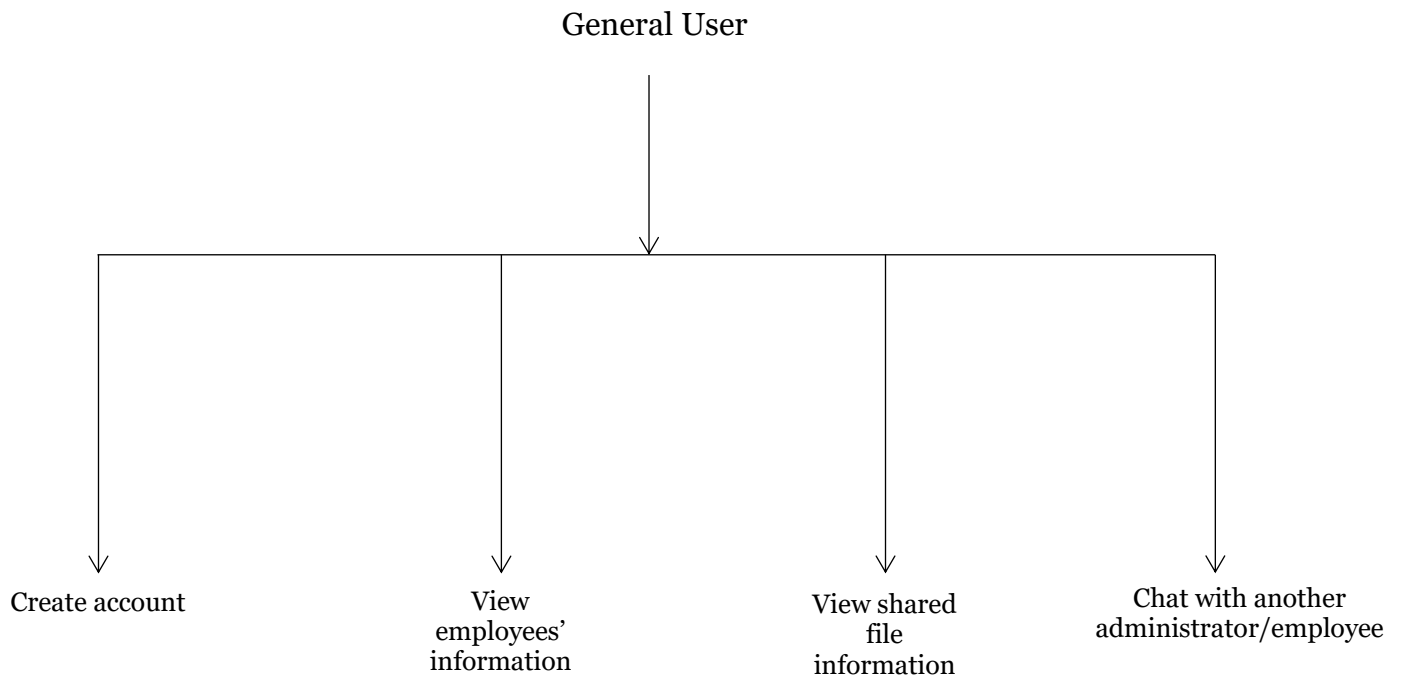 General User
Create account
View
employees’
information
View shared
file
information
Chat with another
administrator/employee